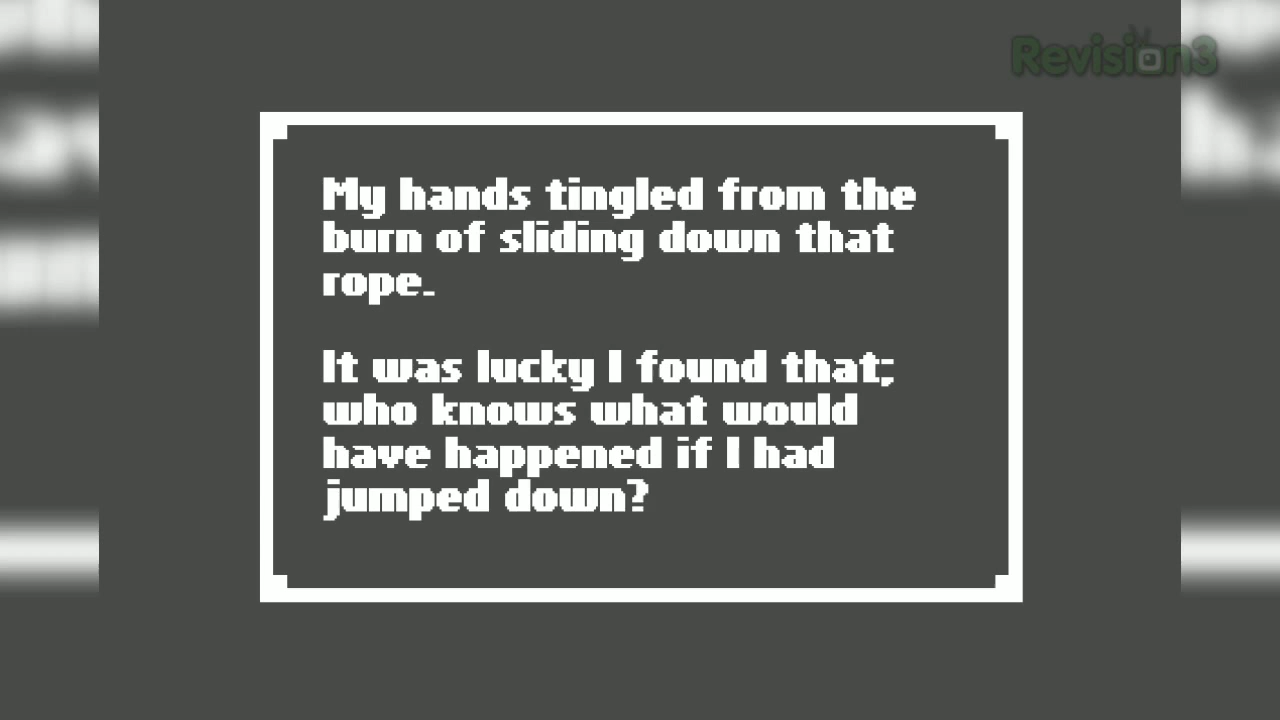 Revision3
My hands tingled from the
burn of sliding down that
rope.
It was lucky I found that;
who knows what would
have happened if I had
jumped down?